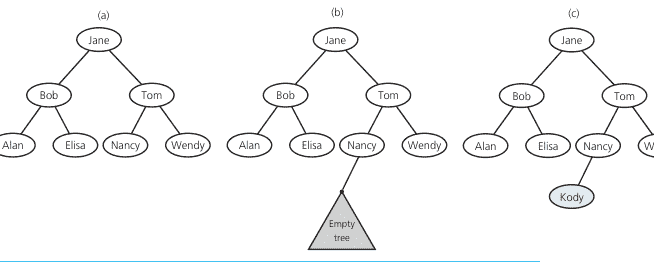 (a) (b) (c)
Jane Jane Jane
Bob Tom Bob Tom Bob Tom
Alan Elisa Nancy Wendy Alan Elisa Nancy Wendy Alan Elisa Nancy W
Kody
Empty
tree